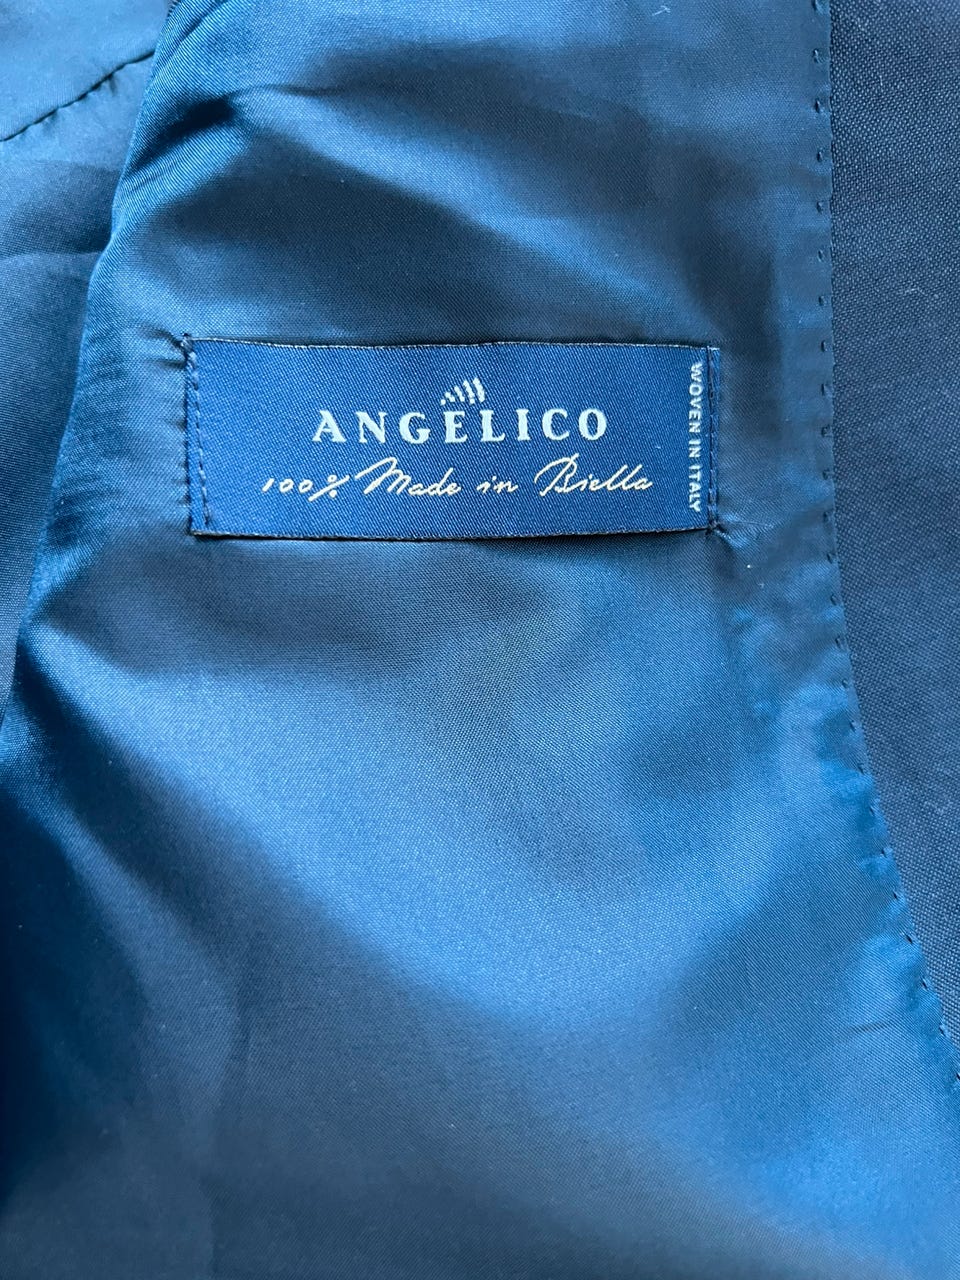 ANGELICO
100% Made in Biella
WOVEN IN ITALY